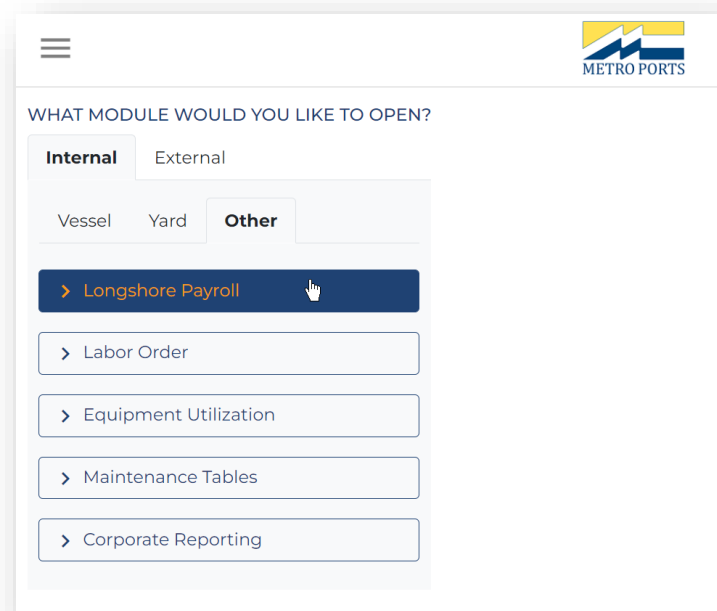 METRO PORTS
WHAT MODULE WOULD YOU LIKE TO OPEN?
Internal External
Vessel Yard Other
Longshore Payroll
Labor Order
Equipment Utilization
Maintenance Tables
Corporate Reporting